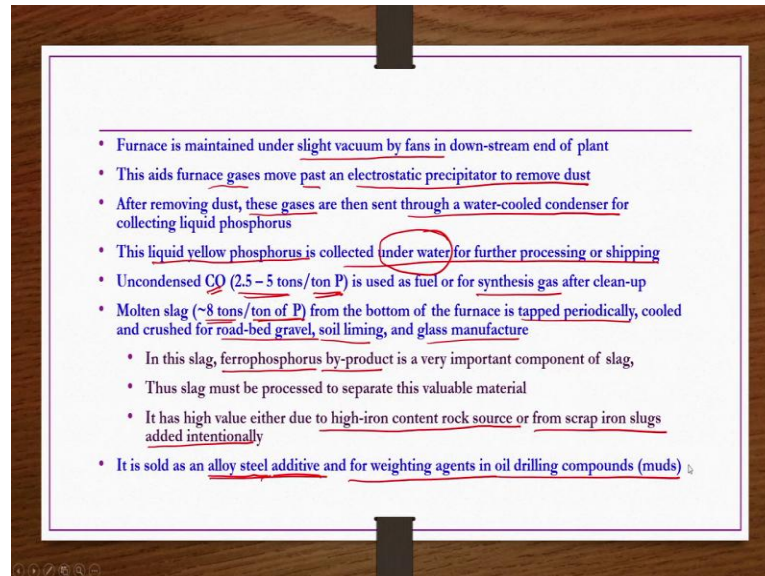 • Furnace is maintained under slight vacuum by fans in down-stream end of plant
• This aids furnace gases move past an electrostatic precipitator to remove dust
• After removing dust, these gases are then sent through a water-cooled condenser for
collecting liquid phosphorus
• This liquid yellow phosphorus is collected under water for further processing or shipping
• Uncondensed CO (2.5 – 5 tons/ton P) is used as fuel or for synthesis gas after clean-up
• Molten slag (~8 tons/ton of P) from the bottom of the furnace is tapped periodically, cooled
and crushed for road-bed gravel, soil liming, and glass manufacture
• In this slag, ferrophosphorus by-product is a very important component of slag,
• Thus slag must be processed to separate this valuable material
• It has high value either due to high-iron content rock source or from scrap iron slugs
added intentionally
• It is sold as an alloy steel additive and for weighting agents in oil drilling compounds (muds)